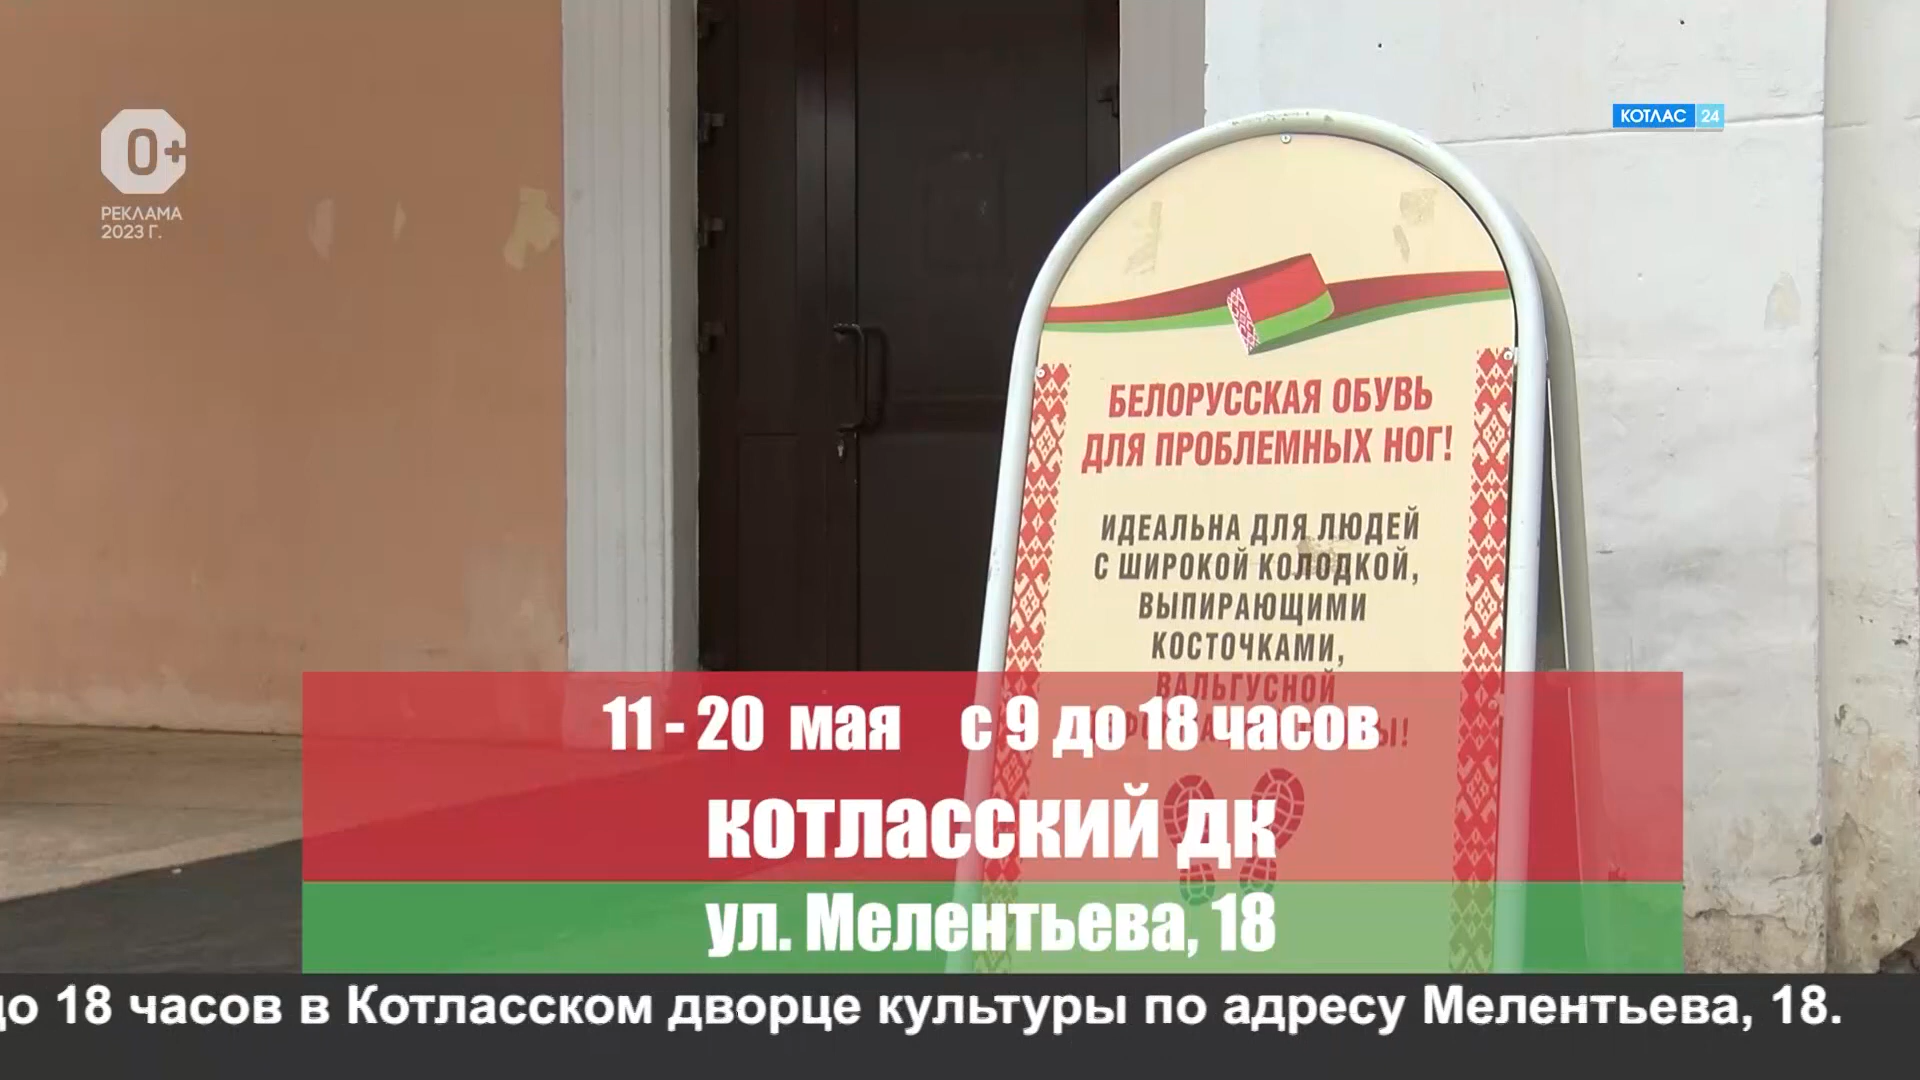 0+
РЕКЛАМА
2023 Г.
КОТЛАС 24
БЕЛОРУССКАЯ ОБУВЬ
ДЛЯ ПРОБЛЕМНЫХ НОГ!
ИДЕАЛЬНА ДЛЯ ЛЮДЕЙ
С ШИРОКОЙ КОЛОДКОЙ,
ВЫПИРАЮЩИМИ
КОСТОЧКАМИ,
ВАЛЬГУСНОЙ
11 - 20 мая с 9 до 18 часов
КОТЛАССКИЙ ДК
ул. Мелентьева, 18
до 18 часов в Котласском дворце культуры по адресу Мелентьева, 18.